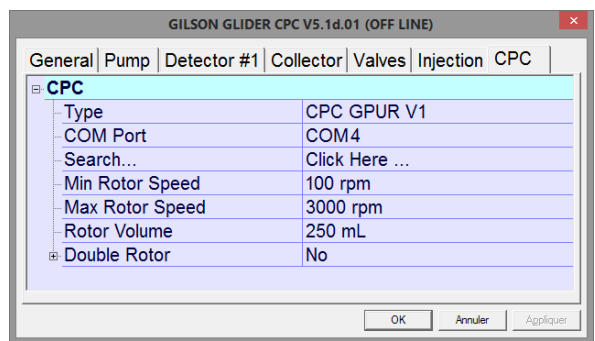 GILSON GLIDER CPC V5.1d.01 (OFF LINE)
General Pump Detector #1 Collector Valves Injection CPC
CPC
Type CPC GPUR V1
COM Port COM4
Search... Click Here ...
Min Rotor Speed 100 rpm
Max Rotor Speed 3000 rpm
Rotor Volume 250 mL
Double Rotor No
OK Annuler Appliquer